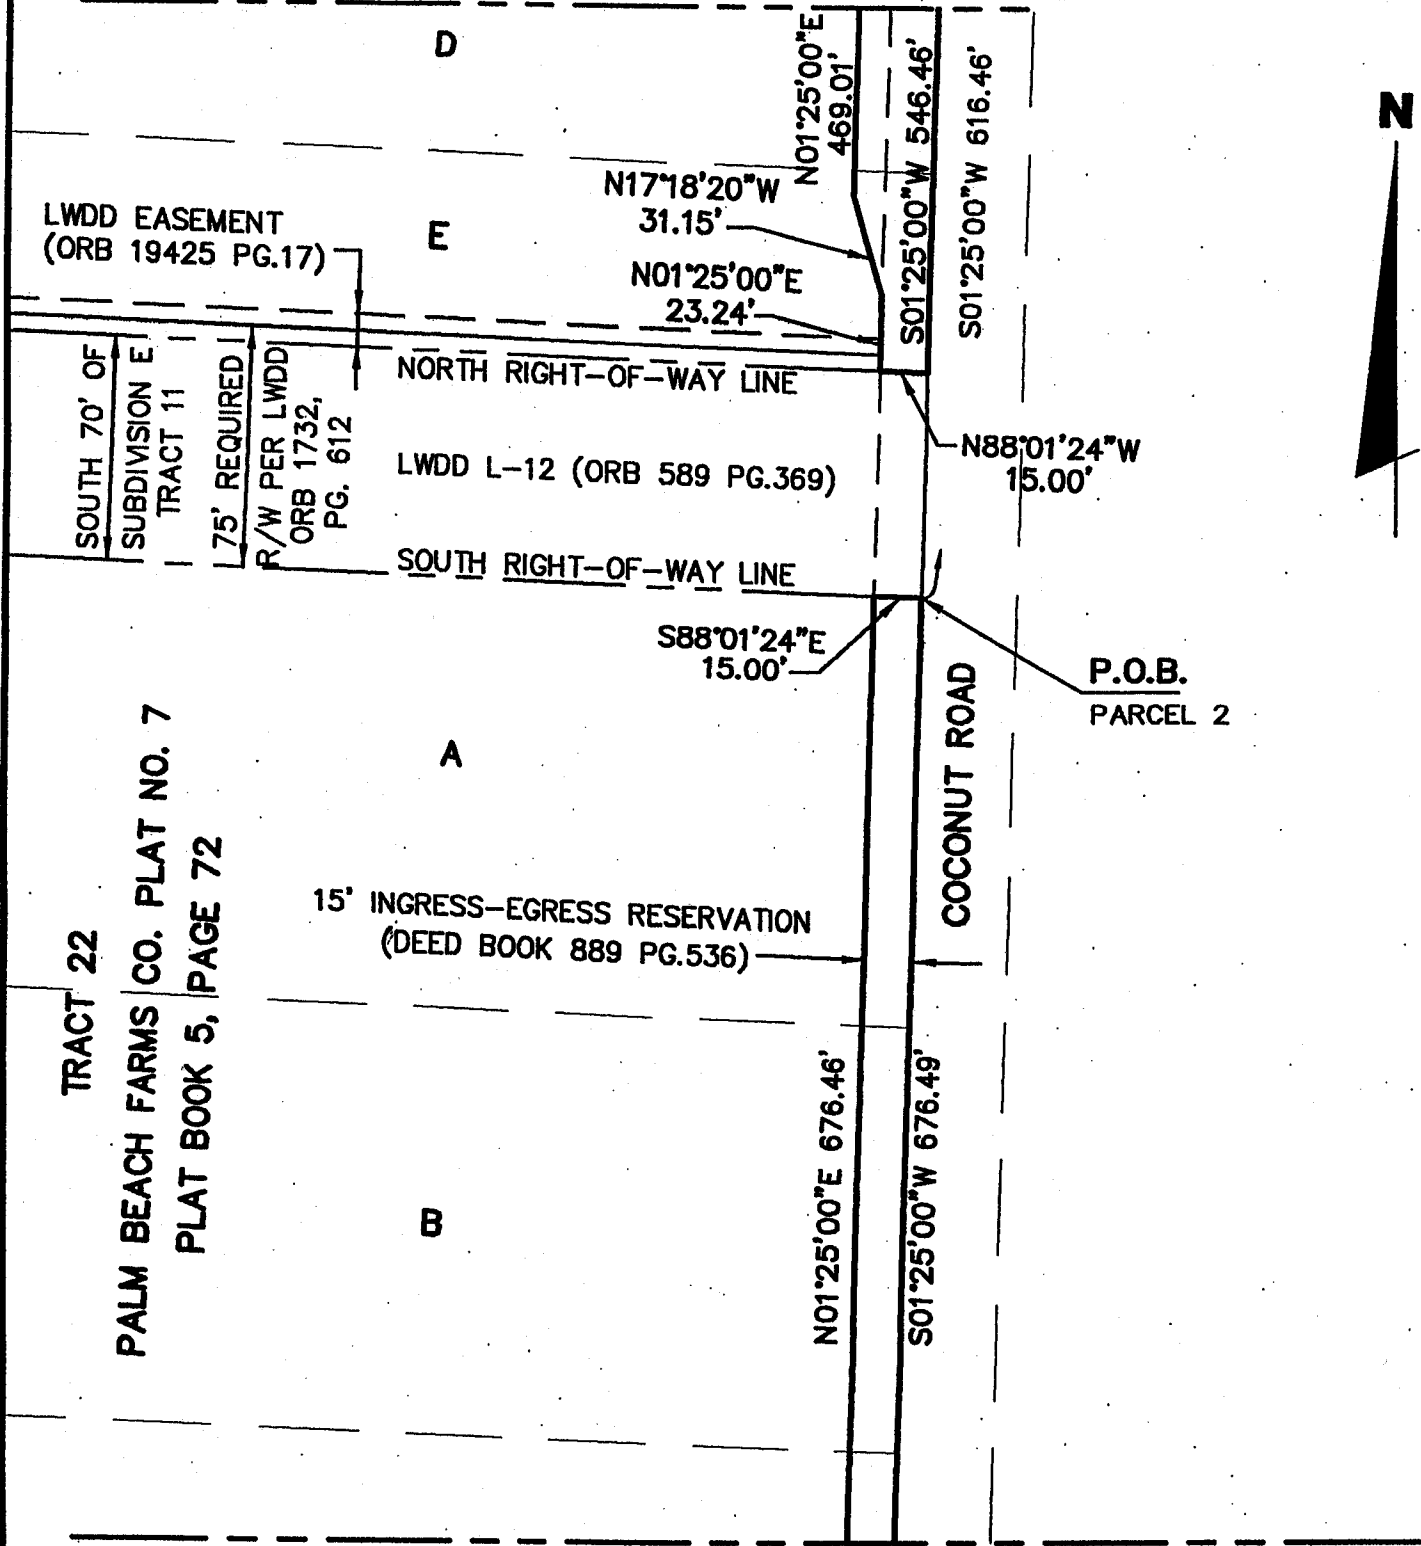 D
N01°25'00"E
469.01'
S01°25'00"W 546.46'
S01°25'00"W 616.46'
N
N17°18'20"W
31.15'
LWDD EASEMENT
(ORB 19425 PG.17)
E
N01°25'00"E
23.24'
SOUTH 70' OF
SUBDIVISION E
TRACT 11
75' REQUIRED
R/W PER LWDD
ORB 1732,
PG. 612
NORTH RIGHT-OF-WAY LINE
N88°01'24"W
15.00'
LWDD L-12 (ORB 589 PG.369)
SOUTH RIGHT-OF-WAY LINE
S88°01'24"E
15.00'
P.O.B.
PARCEL 2
COCONUT ROAD
A
15' INGRESS-EGRESS RESERVATION
(DEED BOOK 889 PG.536)
TRACT 22
PALM BEACH FARMS CO. PLAT NO. 7
PLAT BOOK 5, PAGE 72
B
N01°25'00"E 676.46'
S01°25'00"W 676.49'